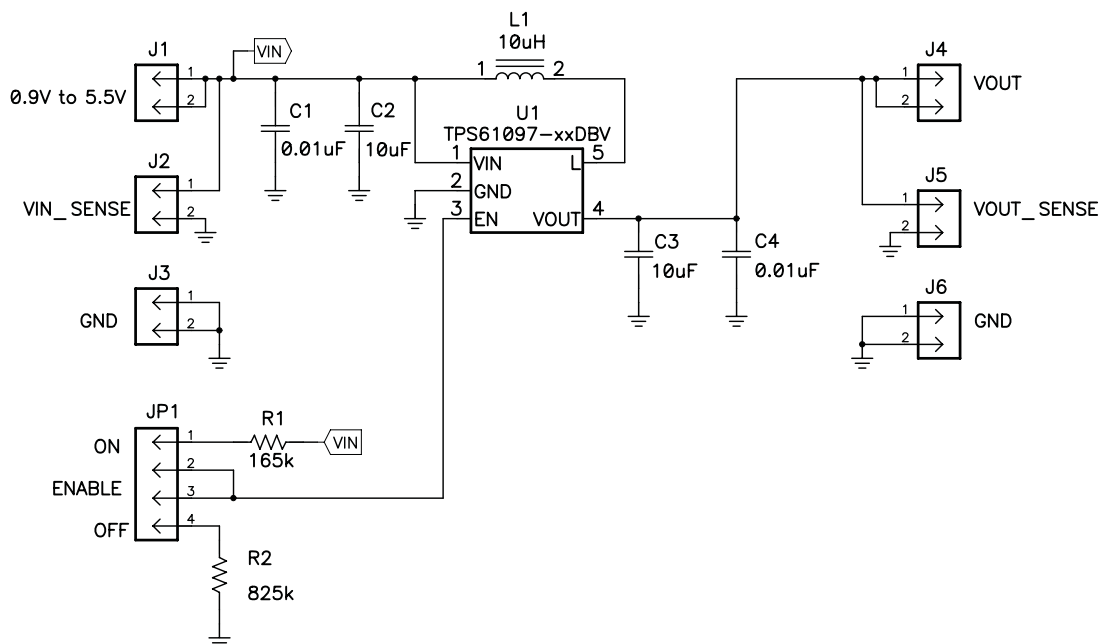 L1
10uH
J1
VIN
1
2
J4
0.9V to 5.5V
1
2
C1
0.01uF
C2
10uF
U1
TPS61097-xxDBV
1
2
VOUT
J2
VIN_SENSE
1
2
1
VIN
L
5
2
GND
3
EN
VOUT
4
J5
1
2
VOUT_SENSE
C3
10uF
C4
0.01uF
J3
GND
1
2
J6
1
2
GND
JP1
ON
1
R1
165k
VIN
2
ENABLE
3
OFF
4
R2
825k